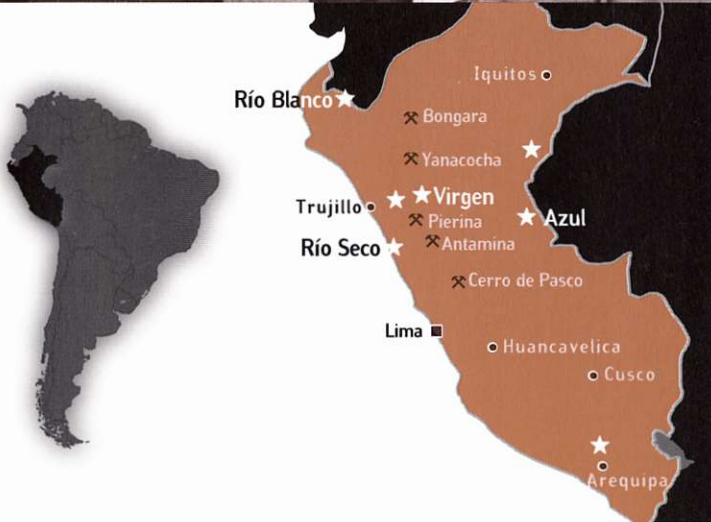 Iquitos
Río Blanco
Bongara
Yanacocha
Virgen
Trujillo
Pierina
Azul
Río Seco
Antamina
Cerro de Pasco
Lima
Huancavelica
Cusco
Arequipa